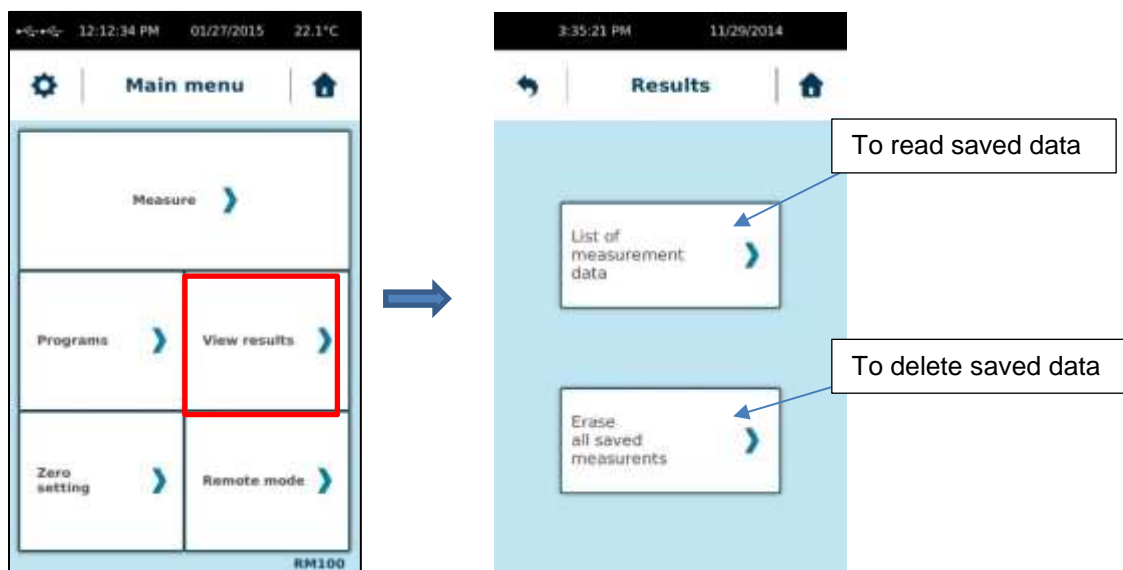 12:12:34 PM 01/27/2015 22.1°C
Main menu
Measure
Programs
View results
Zero
setting
Remote mode
RM100
3:35:21 PM 11/29/2014
Results
To read saved data
List of
measurement
data
To delete saved data
Erase
all saved
measurents